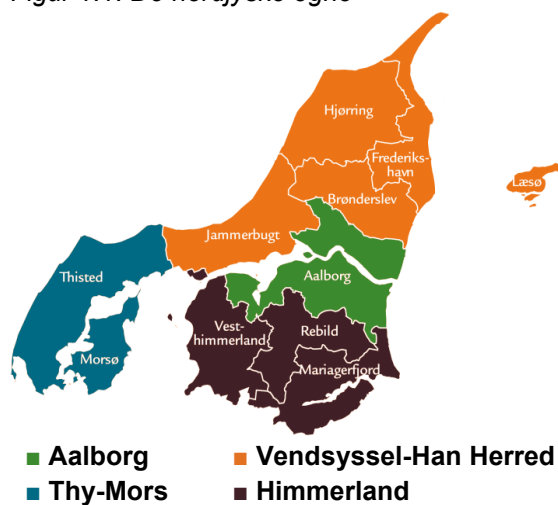 Hjørring
Frederiks-
havn
Læsø
Brønderslev
Jammerbugt
Aalborg
Thisted
Vest-
himmerland
Rebild
Morsø
Mariagerfjord
Aalborg
Vendsyssel-Han Herred
Thy-Mors
Himmerland